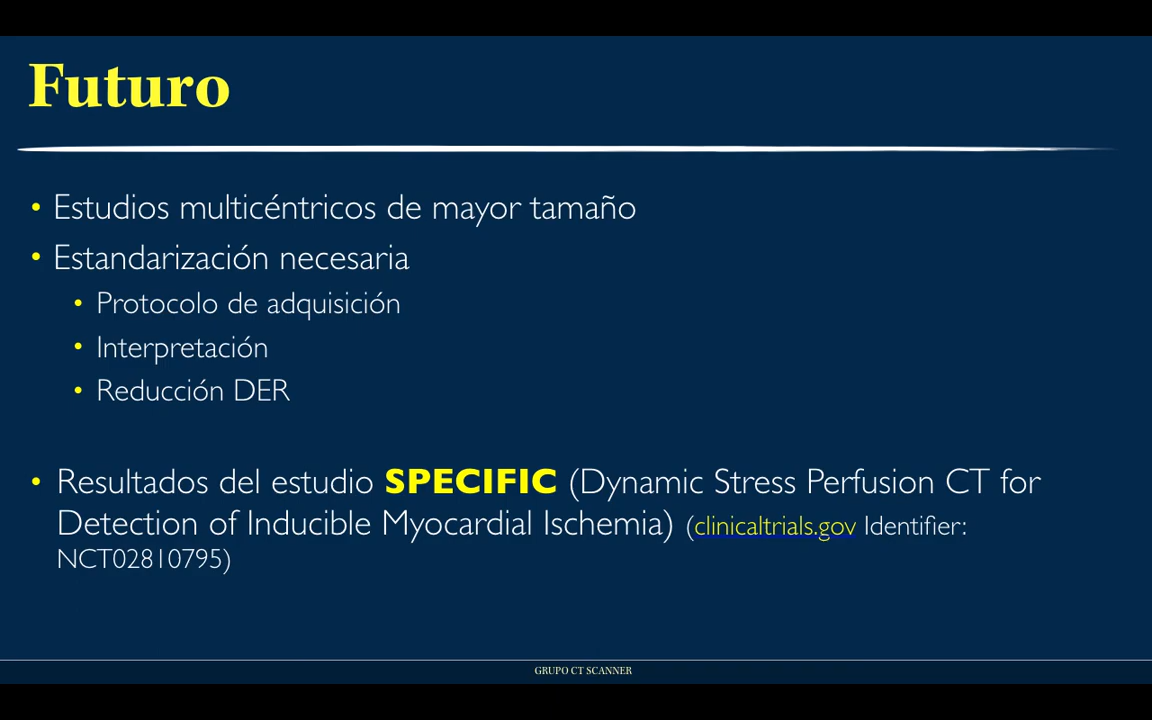 Futuro
• Estudios multicéntricos de mayor tamaño
• Estandarización necesaria
• Protocolo de adquisición
• Interpretación
• Reducción DER
• Resultados del estudio SPECIFIC (Dynamic Stress Perfusion CT for
Detection of Inducible Myocardial Ischemia) (clinicaltrials.gov Identifier:
NCT02810795)
GRUPO CT SCANNER